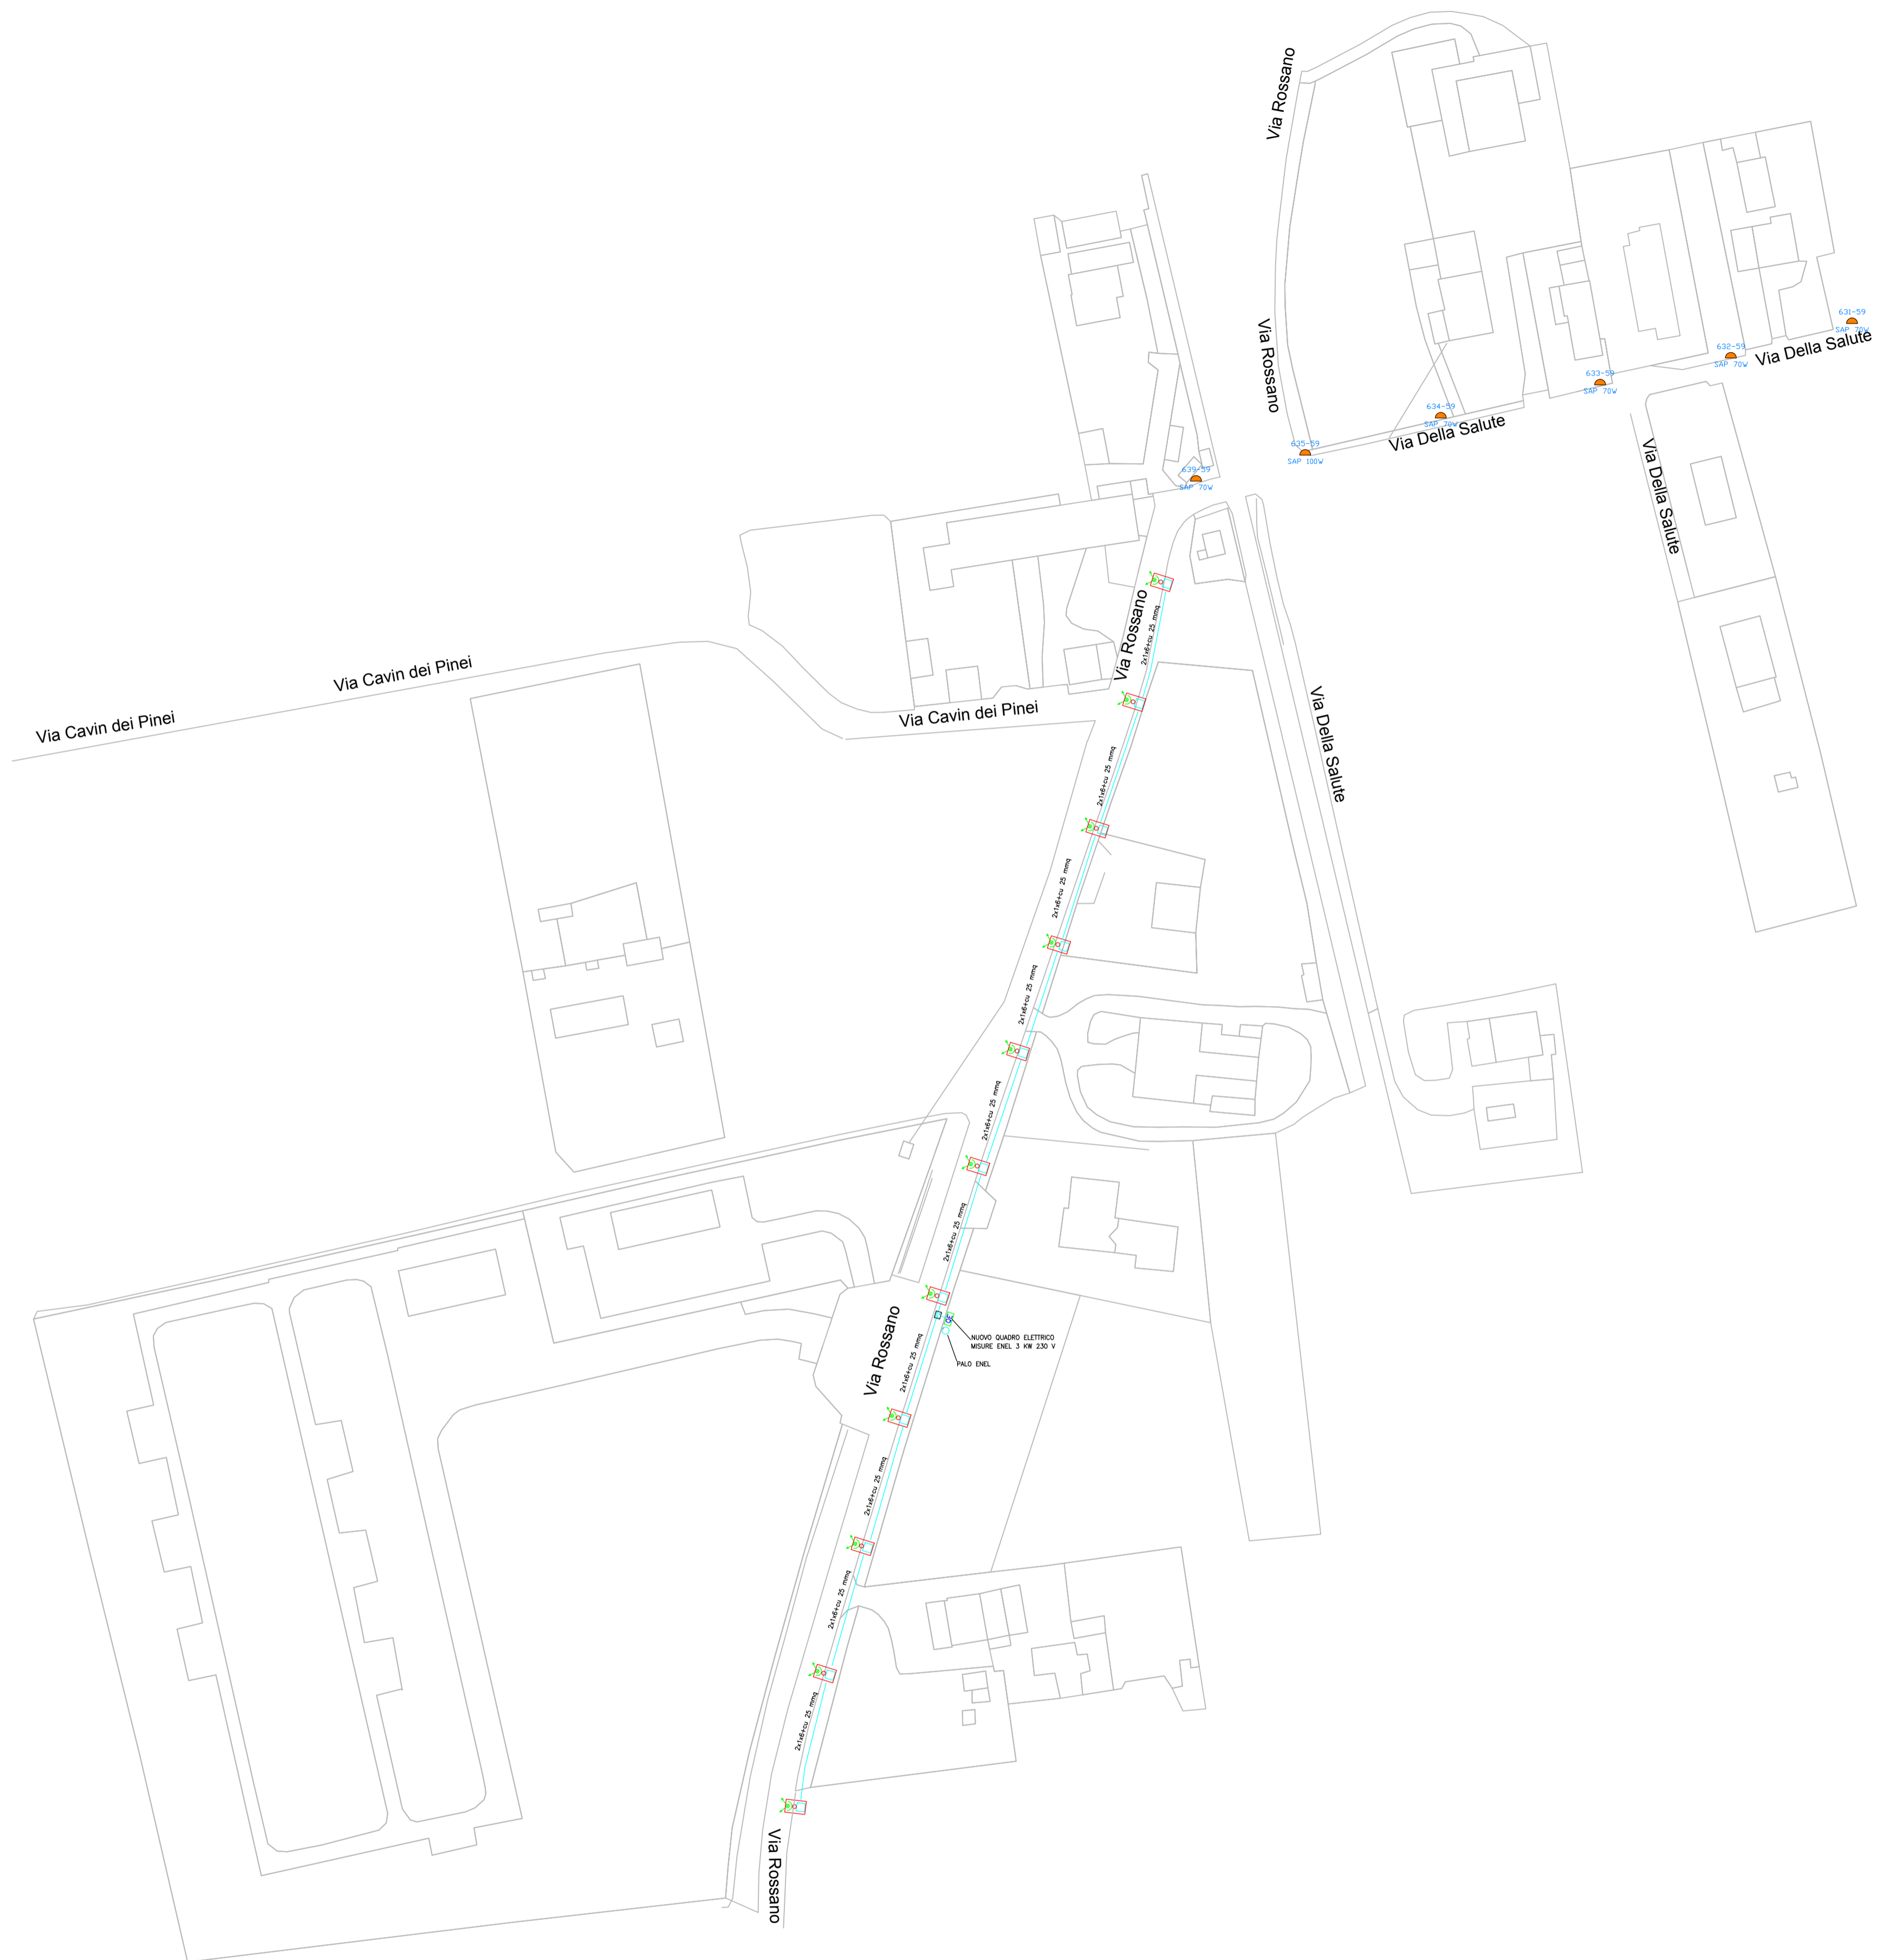 Via Rossano
631-59
SAP 70W
Via Della Salute
632-59
SAP 70W
633-59
SAP 70W
Via Rossano
634-59
SAP 70W
Via Della Salute
635-59
SAP 100W
639-59
SAP 70W
Via Della Salute
Via Rossano
2x1x6+cu 25 mmq
Via Cavin dei Pinei
Via Cavin dei Pinei
Via Cavin dei Pinei
Via Della Salute
2x1x6+cu 25 mmq
2x1x6+cu 25 mmq
2x1x6+cu 25 mmq
2x1x6+cu 25 mmq
2x1x6+cu 25 mmq
Via Rossano
NUOVO QUADRO ELETTRICO
MISURE ENEL 3 KW 230 V
PALO ENEL
2x1x6+cu 25 mmq
2x1x6+cu 25 mmq
2x1x6+cu 25 mmq
2x1x6+cu 25 mmq
Via Rossano